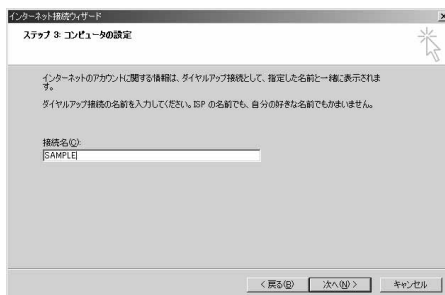 インターネット接続ウィザード
ステップ 3: コンピュータの設定
インターネットのアカウントに関する情報は、ダイヤルアップ接続として、指定した名前と一緒に表示されま
す。
ダイヤルアップ接続の名前を入力してください。ISP の名前でも、自分の好きな名前でもかまいません。
接続名(C):
SAMPLE
< 戻る(B)
次へ(N) >
キャンセル